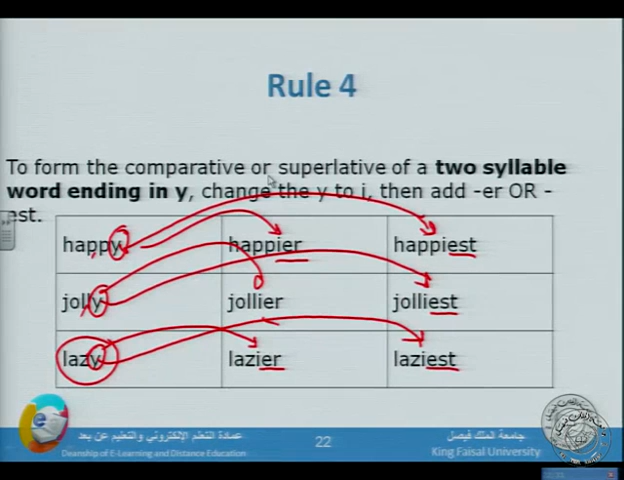 Rule 4
To form the comparative or superlative of a two syllable
word ending in y, change the y to i, then add -er OR -
est.
happy happier happiest
jolly jollier jolliest
lazy lazier laziest
عمادة التعلم الإلكتروني والتعليم عن بعد 22 جامعة الملك فيصل
Deanship of E-Learning and Distance Education King Faisal University